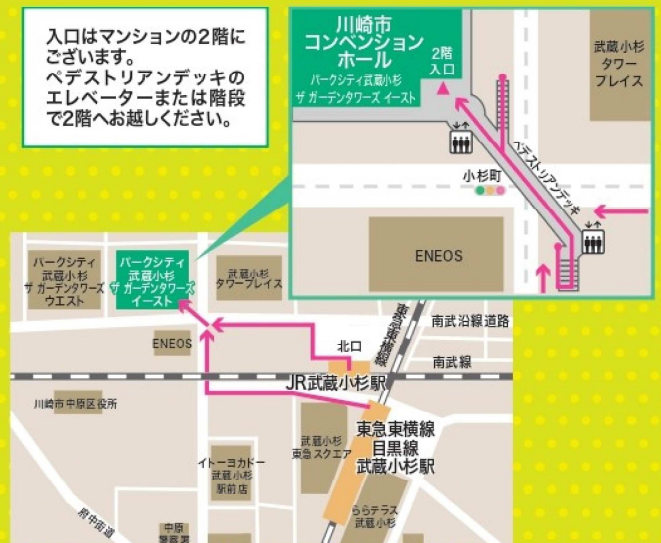 入口はマンションの2階に
ございます。
ペデストリアンデッキの
エレベーターまたは階段
で2階へお越しください。
川崎市
コンベンション
ホール
パークシティ武蔵小杉
ザ ガーデンタワーズ イースト
2階
入口
武蔵小杉
タワー
プレイス
ペデストリアンデッキ
小杉町
ENEOS
パークシティ
武蔵小杉
ザ ガーデンタワーズ
ウエスト
パークシティ
武蔵小杉
ザ ガーデンタワーズ
イースト
武蔵小杉
タワープレイス
東急東横線
南武沿線道路
ENEOS
北口
南武線
JR武蔵小杉駅
川崎市中原区役所
東急東横線
目黒線
武蔵小杉駅
武蔵小杉
東急スクエア
イトーヨカドー
武蔵小杉
駅前店
府中街道
中原
警察署
ららテラス
武蔵小杉